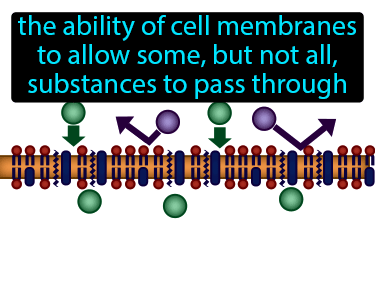 the ability of cell membranes
to allow some, but not all,
substances to pass through